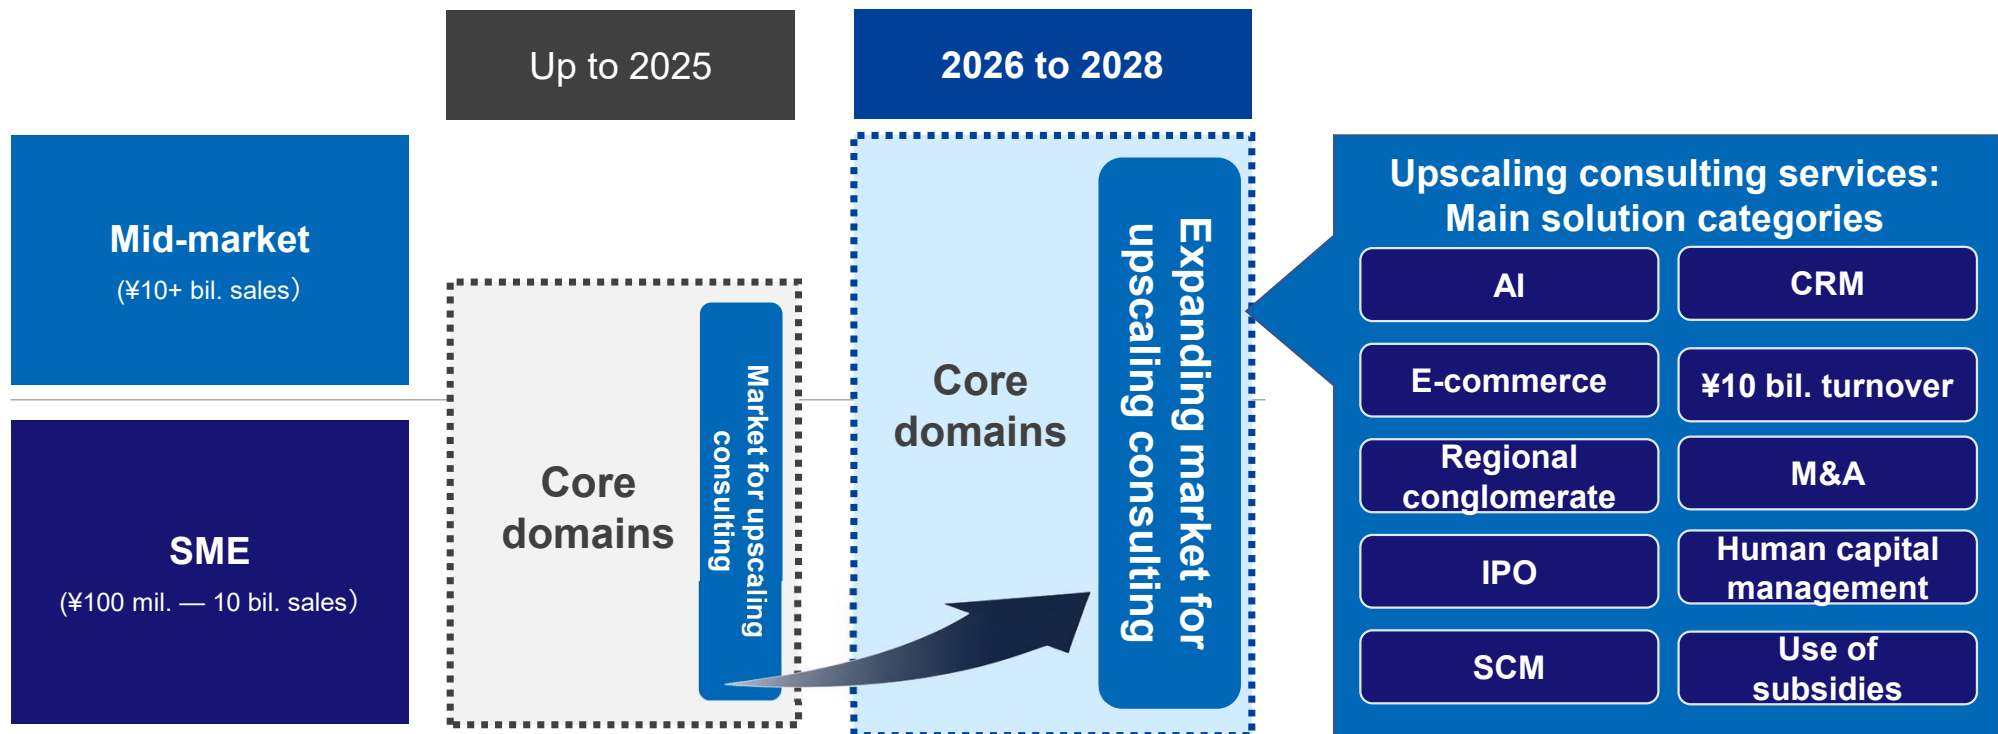 Up to 2025
2026 to 2028
Mid-market
(¥10+ bil. sales）
SME
(¥100 mil. — 10 bil. sales）
Core
domains
Market for upscaling
consulting
Core
domains
Expanding market for
upscaling consulting
Upscaling consulting services:
Main solution categories
AI
CRM
E-commerce
¥10 bil. turnover
Regional
conglomerate
M&A
IPO
Human capital
management
SCM
Use of
subsidies